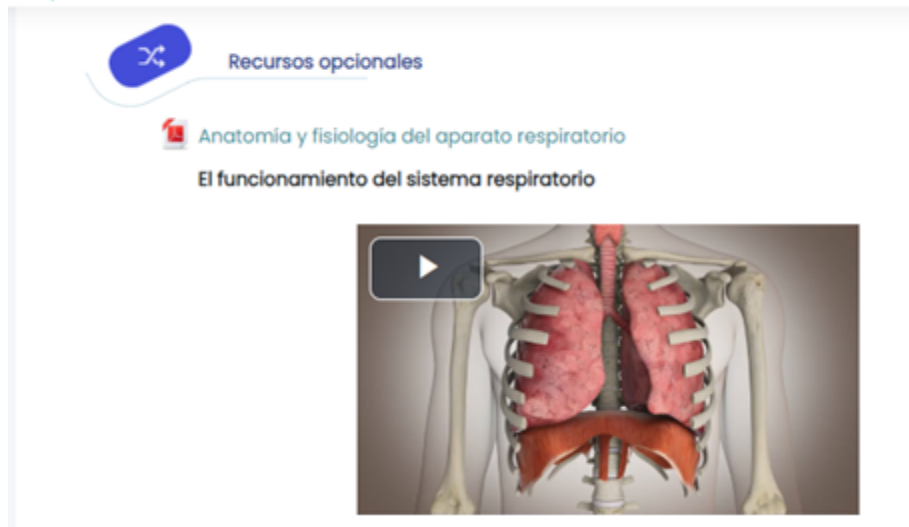 Recursos opcionales
Anatomía y fisiología del aparato respiratorio
El funcionamiento del sistema respiratorio